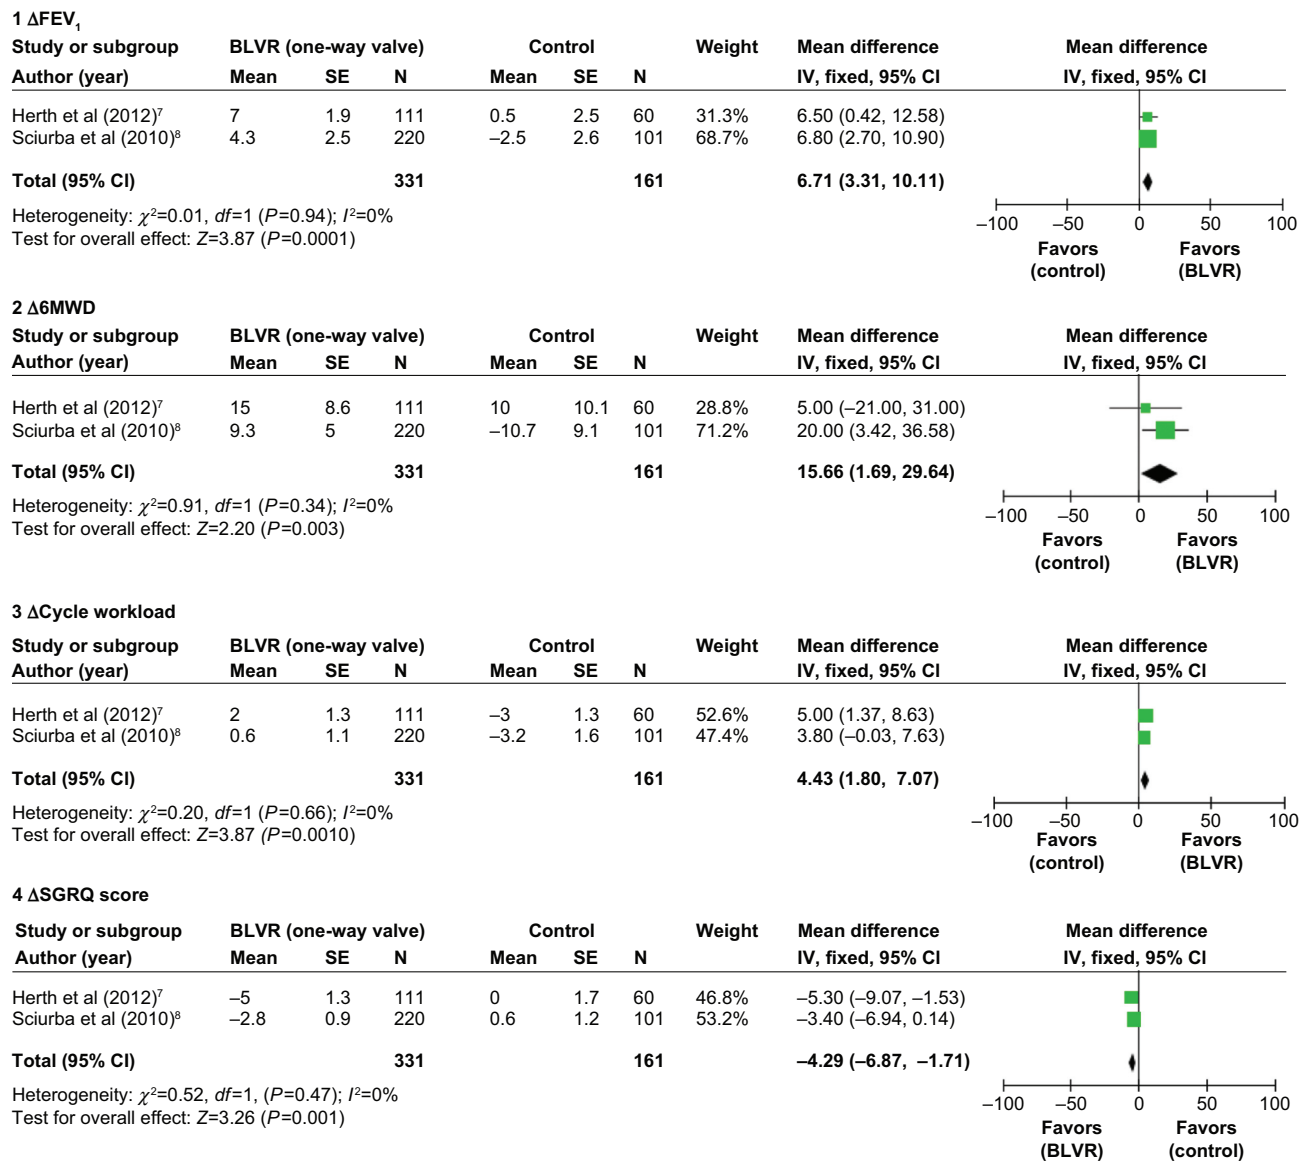 1 ΔFEV₁
Study or subgroup BLVR (one-way valve) Control Weight Mean difference Mean difference
Author (year) Mean SE N Mean SE N IV, fixed, 95% CI IV, fixed, 95% CI
Herth et al (2012)⁷ 7 1.9 111 0.5 2.5 60 31.3% 6.50 (0.42, 12.58)
Sciurba et al (2010)⁸ 4.3 2.5 220 –2.5 2.6 101 68.7% 6.80 (2.70, 10.90)
Total (95% CI) 331 161 6.71 (3.31, 10.11)
Heterogeneity: χ²=0.01, df=1 (P=0.94); I²=0%
Test for overall effect: Z=3.87 (P=0.0001)
–100 –50 0 50 100
Favors Favors
(control) (BLVR)
2 Δ6MWD
Study or subgroup BLVR (one-way valve) Control Weight Mean difference Mean difference
Author (year) Mean SE N Mean SE N IV, fixed, 95% CI IV, fixed, 95% CI
Herth et al (2012)⁷ 15 8.6 111 10 10.1 60 28.8% 5.00 (–21.00, 31.00)
Sciurba et al (2010)⁸ 9.3 5 220 –10.7 9.1 101 71.2% 20.00 (3.42, 36.58)
Total (95% CI) 331 161 15.66 (1.69, 29.64)
Heterogeneity: χ²=0.91, df=1 (P=0.34); I²=0%
Test for overall effect: Z=2.20 (P=0.003)
–100 –50 0 50 100
Favors Favors
(control) (BLVR)
3 ΔCycle workload
Study or subgroup BLVR (one-way valve) Control Weight Mean difference Mean difference
Author (year) Mean SE N Mean SE N IV, fixed, 95% CI IV, fixed, 95% CI
Herth et al (2012)⁷ 2 1.3 111 –3 1.3 60 52.6% 5.00 (1.37, 8.63)
Sciurba et al (2010)⁸ 0.6 1.1 220 –3.2 1.6 101 47.4% 3.80 (–0.03, 7.63)
Total (95% CI) 331 161 4.43 (1.80, 7.07)
Heterogeneity: χ²=0.20, df=1 (P=0.66); I²=0%
Test for overall effect: Z=3.87 (P=0.0010)
–100 –50 0 50 100
Favors Favors
(control) (BLVR)
4 ΔSGRQ score
Study or subgroup BLVR (one-way valve) Control Weight Mean difference Mean difference
Author (year) Mean SE N Mean SE N IV, fixed, 95% CI IV, fixed, 95% CI
Herth et al (2012)⁷ –5 1.3 111 0 1.7 60 46.8% –5.30 (–9.07, –1.53)
Sciurba et al (2010)⁸ –2.8 0.9 220 0.6 1.2 101 53.2% –3.40 (–6.94, 0.14)
Total (95% CI) 331 161 –4.29 (–6.87, –1.71)
Heterogeneity: χ²=0.52, df=1, (P=0.47); I²=0%
Test for overall effect: Z=3.26 (P=0.001)
–100 –50 0 50 100
Favors Favors
(BLVR) (control)